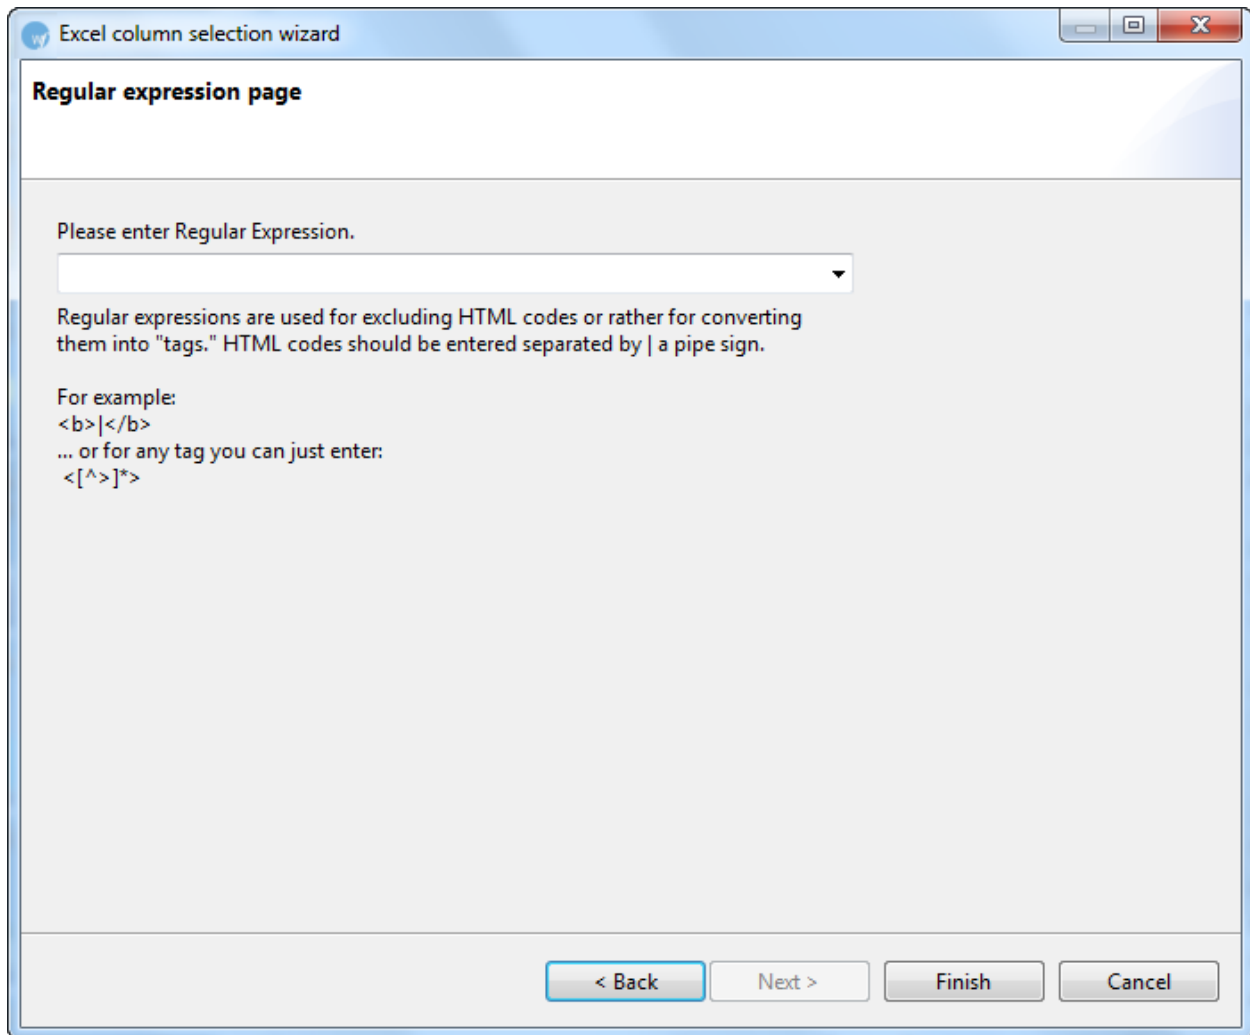 Excel column selection wizard
Regular expression page
Please enter Regular Expression.
Regular expressions are used for excluding HTML codes or rather for converting
them into "tags." HTML codes should be entered separated by | a pipe sign.
For example:
<b>|</b>
... or for any tag you can just enter:
<[^>]*>
< Back
Next >
Finish
Cancel